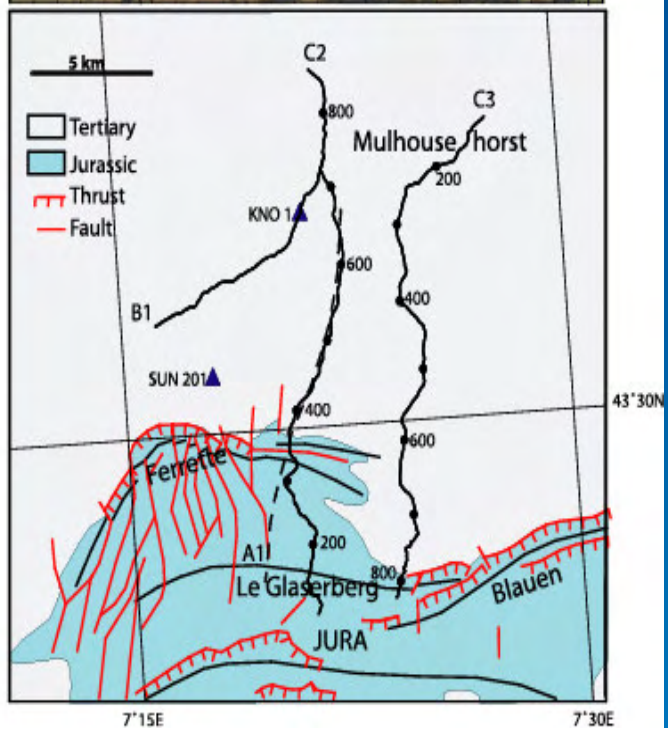 C2
5 km
800
C3
Tertiary
Mulhouse horst
Jurassic
200
Thrust
KNO 1
Fault
600
400
B1
SUN 201
400
43°30N
600
Ferrette
A1
200
800
Le Glaserberg
Blauen
JURA
7°15E
7°30E